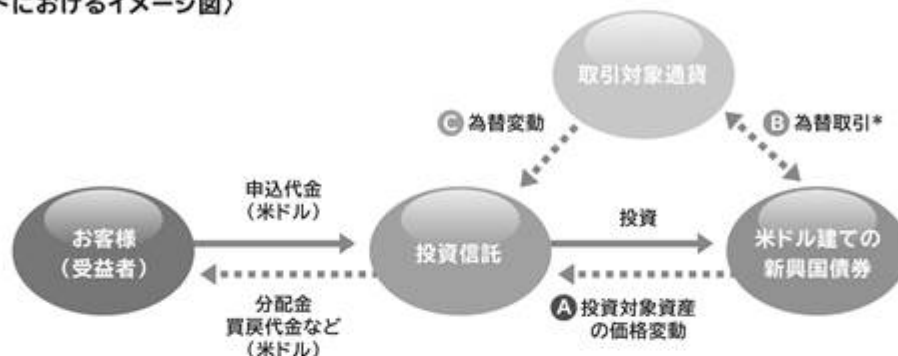 ドにおけるイメージ図〉
取引対象通貨
C 為替変動
B 為替取引*
申込代金
（米ドル）
お客様
（受益者）
投資信託
投資
米ドル建ての
新興国債券
分配金
買戻代金など
（米ドル）
A 投資対象資産
の価格変動